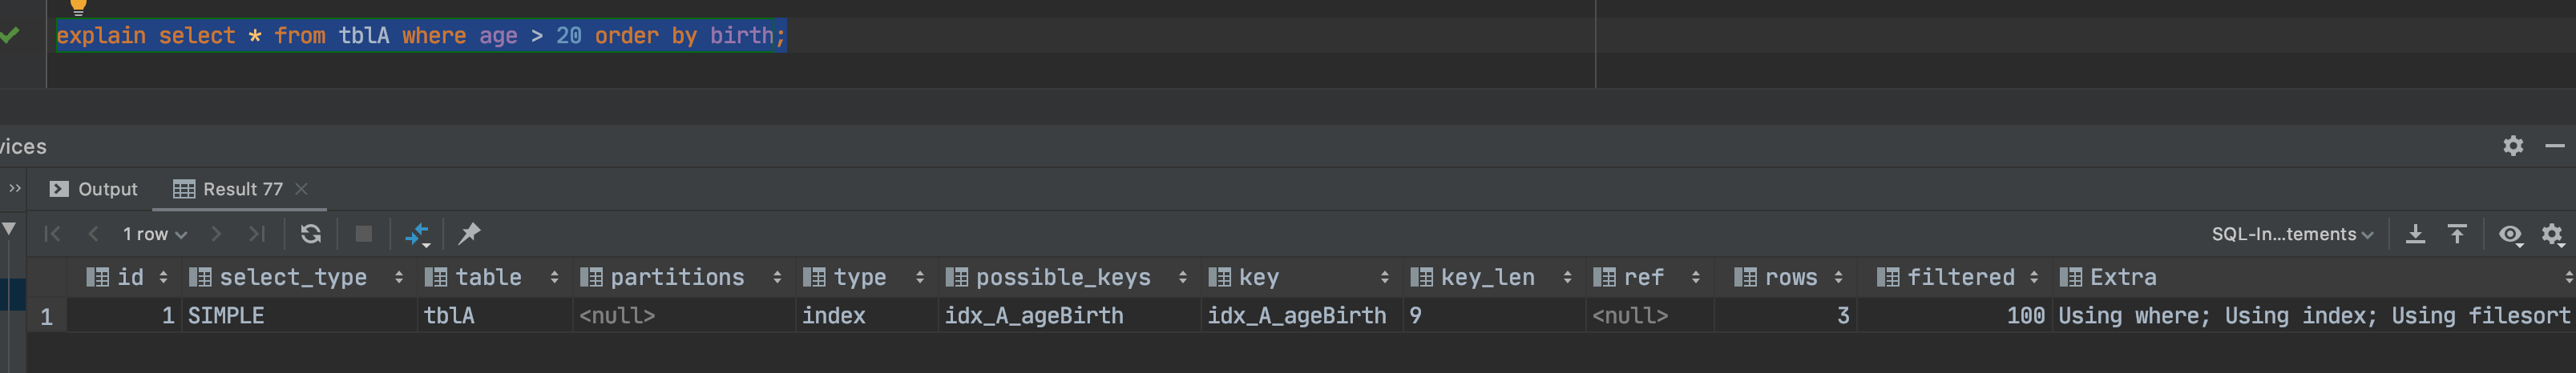 explain select * from tblA where age > 20 order by birth;
vices
Output Result 77
1 row SQL-In...tements
id select_type table partitions type possible_keys key key_len ref rows filtered Extra
1 1 SIMPLE tblA <null> index idx_A_ageBirth idx_A_ageBirth 9 <null> 3 100 Using where; Using index; Using filesort